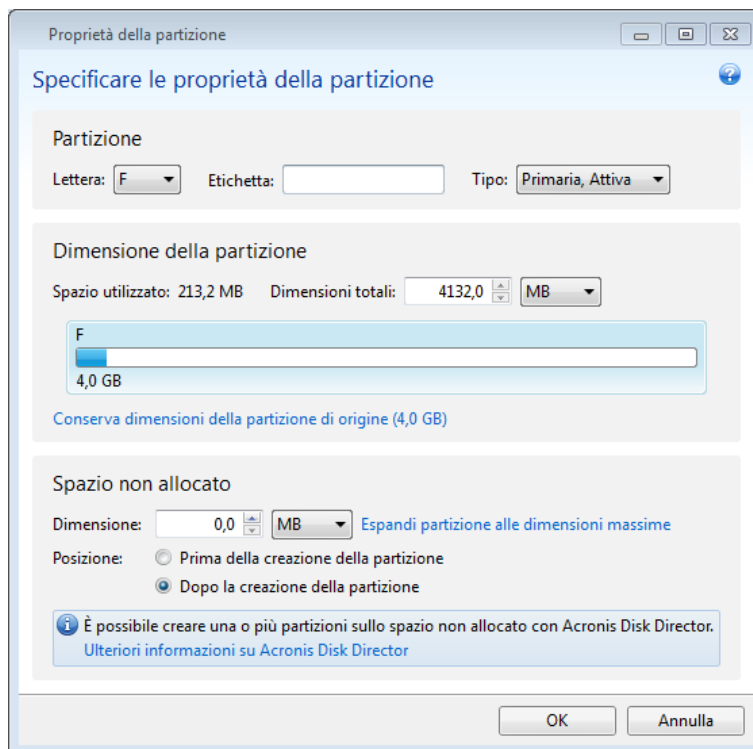 Proprietà della partizione
Specificare le proprietà della partizione
Partizione
Lettera: F Etichetta: Tipo: Primaria, Attiva
Dimensione della partizione
Spazio utilizzato: 213,2 MB Dimensioni totali: 4132,0 MB
F
4,0 GB
Conserva dimensioni della partizione di origine (4,0 GB)
Spazio non allocato
Dimensione: 0,0 MB Espandi partizione alle dimensioni massime
Posizione: Prima della creazione della partizione
Dopo la creazione della partizione
È possibile creare una o più partizioni sullo spazio non allocato con Acronis Disk Director.
Ulteriori informazioni su Acronis Disk Director
OK Annulla